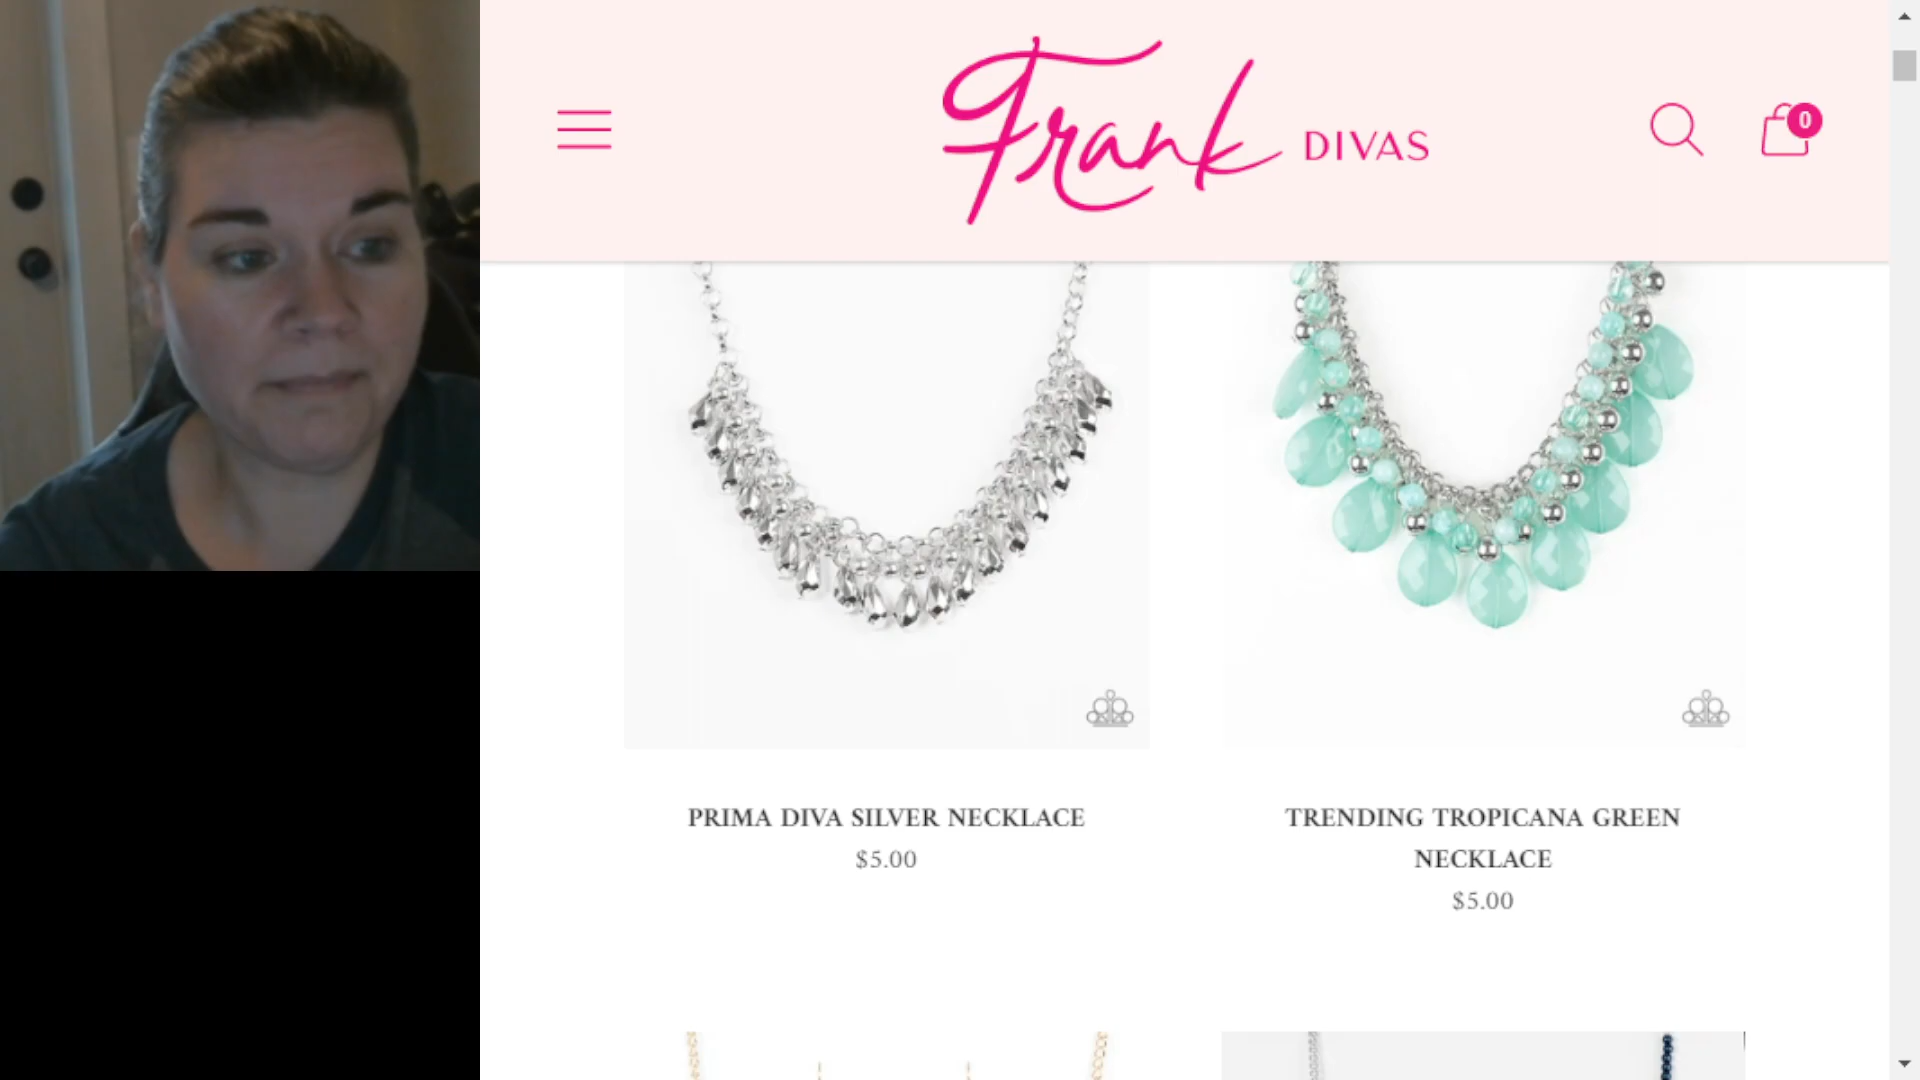 Frank DIVAS
0
PRIMA DIVA SILVER NECKLACE
$5.00
TRENDING TROPICANA GREEN
NECKLACE
$5.00